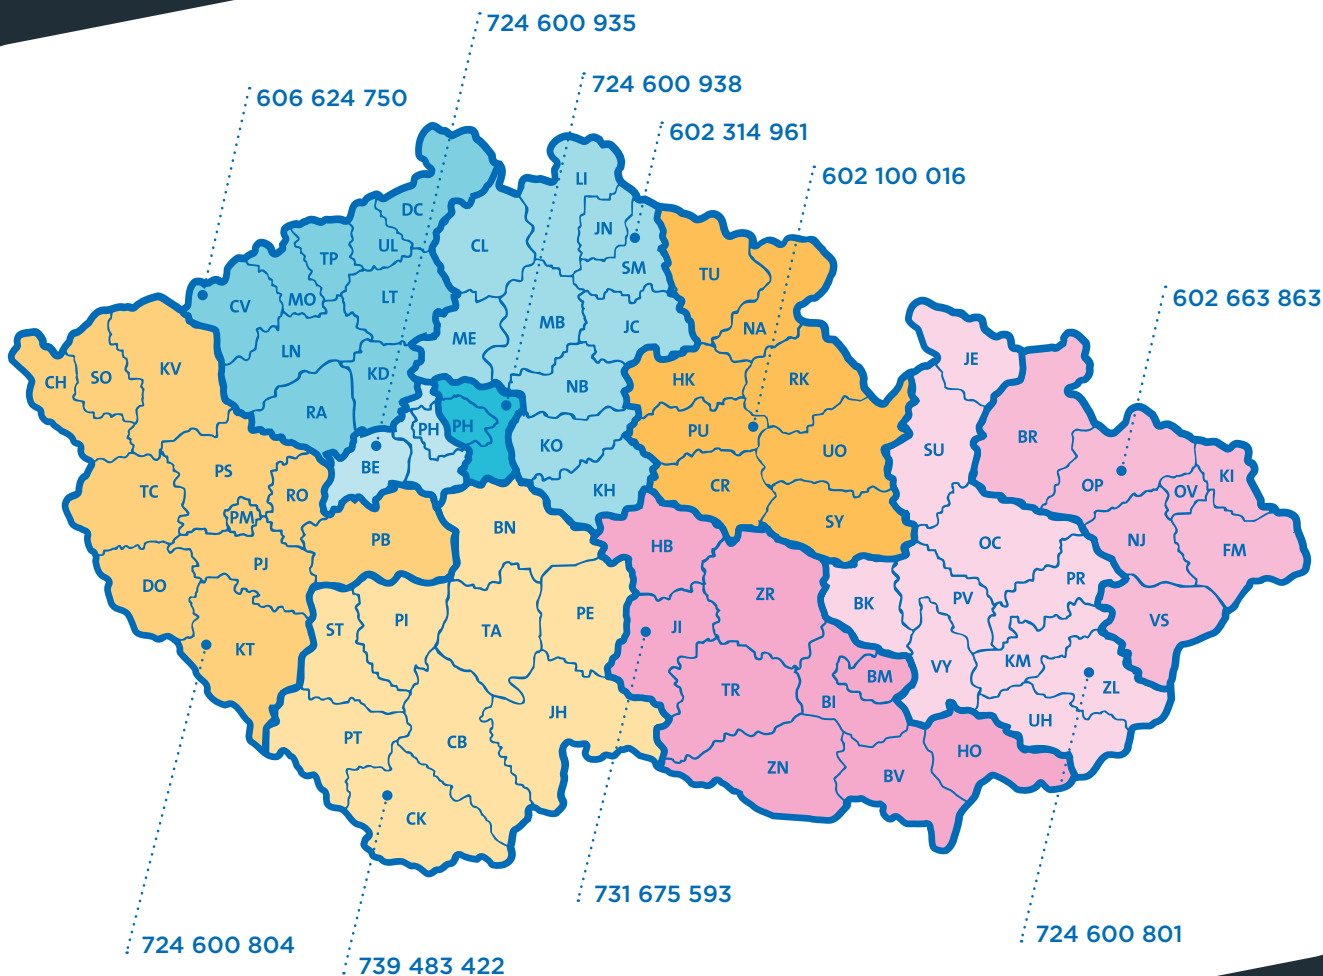 724 600 935
724 600 938
606 624 750
602 314 961
602 100 016
LI
DC
JN
UL
CL
TP
SM
TU
602 663 863
LT
MO
CV
MB
JC
NA
ME
LN
JE
KV
KD
SO
CH
HK
RK
NB
RA
PH
PH
PU
BR
KO
SU
UO
BE
PS
KI
OP
CR
OV
TC
RO
KH
PM
SY
BN
PB
NJ
OC
HB
FM
PJ
PR
DO
ZR
PV
BK
PE
VS
PI
JI
ST
TA
KT
KM
VY
BM
ZL
TR
BI
JH
UH
PT
CB
HO
ZN
BV
CK
731 675 593
724 600 801
724 600 804
739 483 422